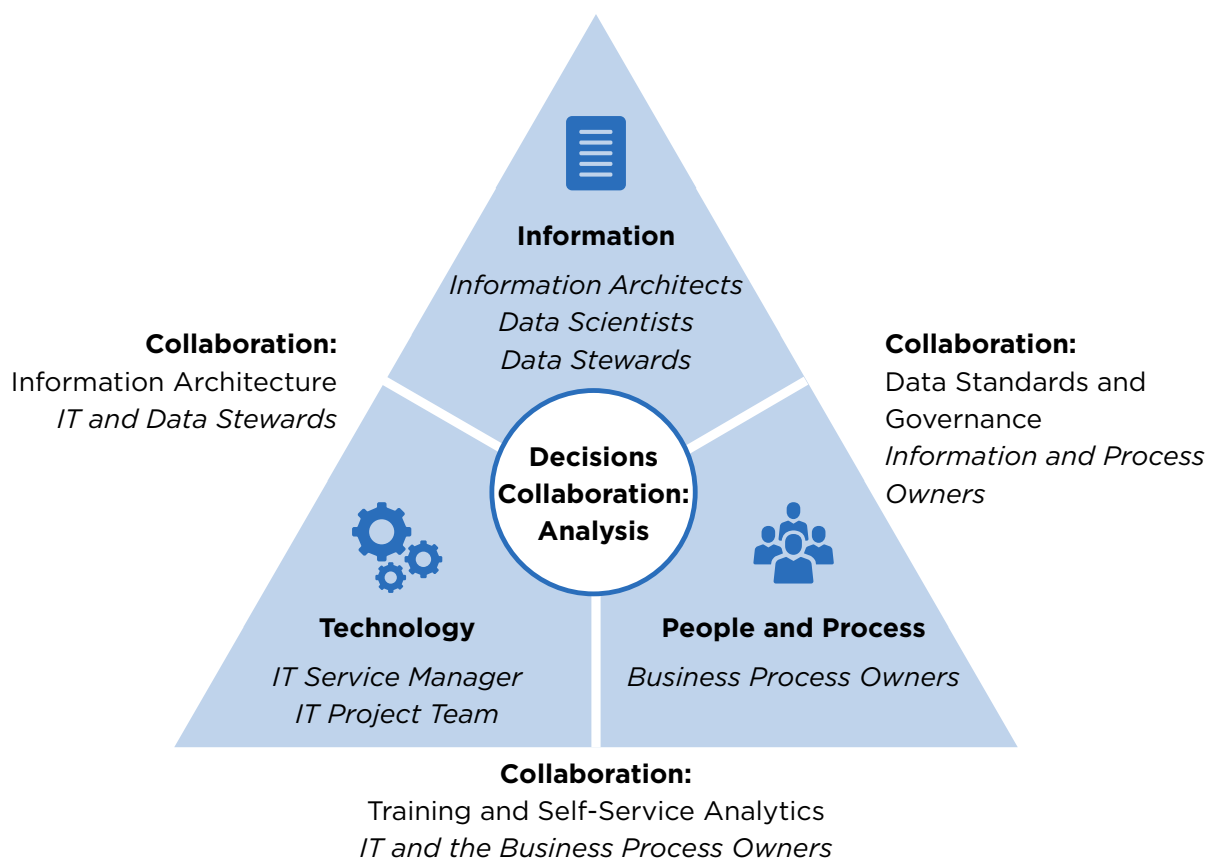 Information
Information Architects
Data Scientists
Data Stewards
Collaboration:
Information Architecture
IT and Data Stewards
Collaboration:
Data Standards and
Governance
Information and Process
Owners
Decisions
Collaboration:
Analysis
Technology
IT Service Manager
IT Project Team
People and Process
Business Process Owners
Collaboration:
Training and Self-Service Analytics
IT and the Business Process Owners